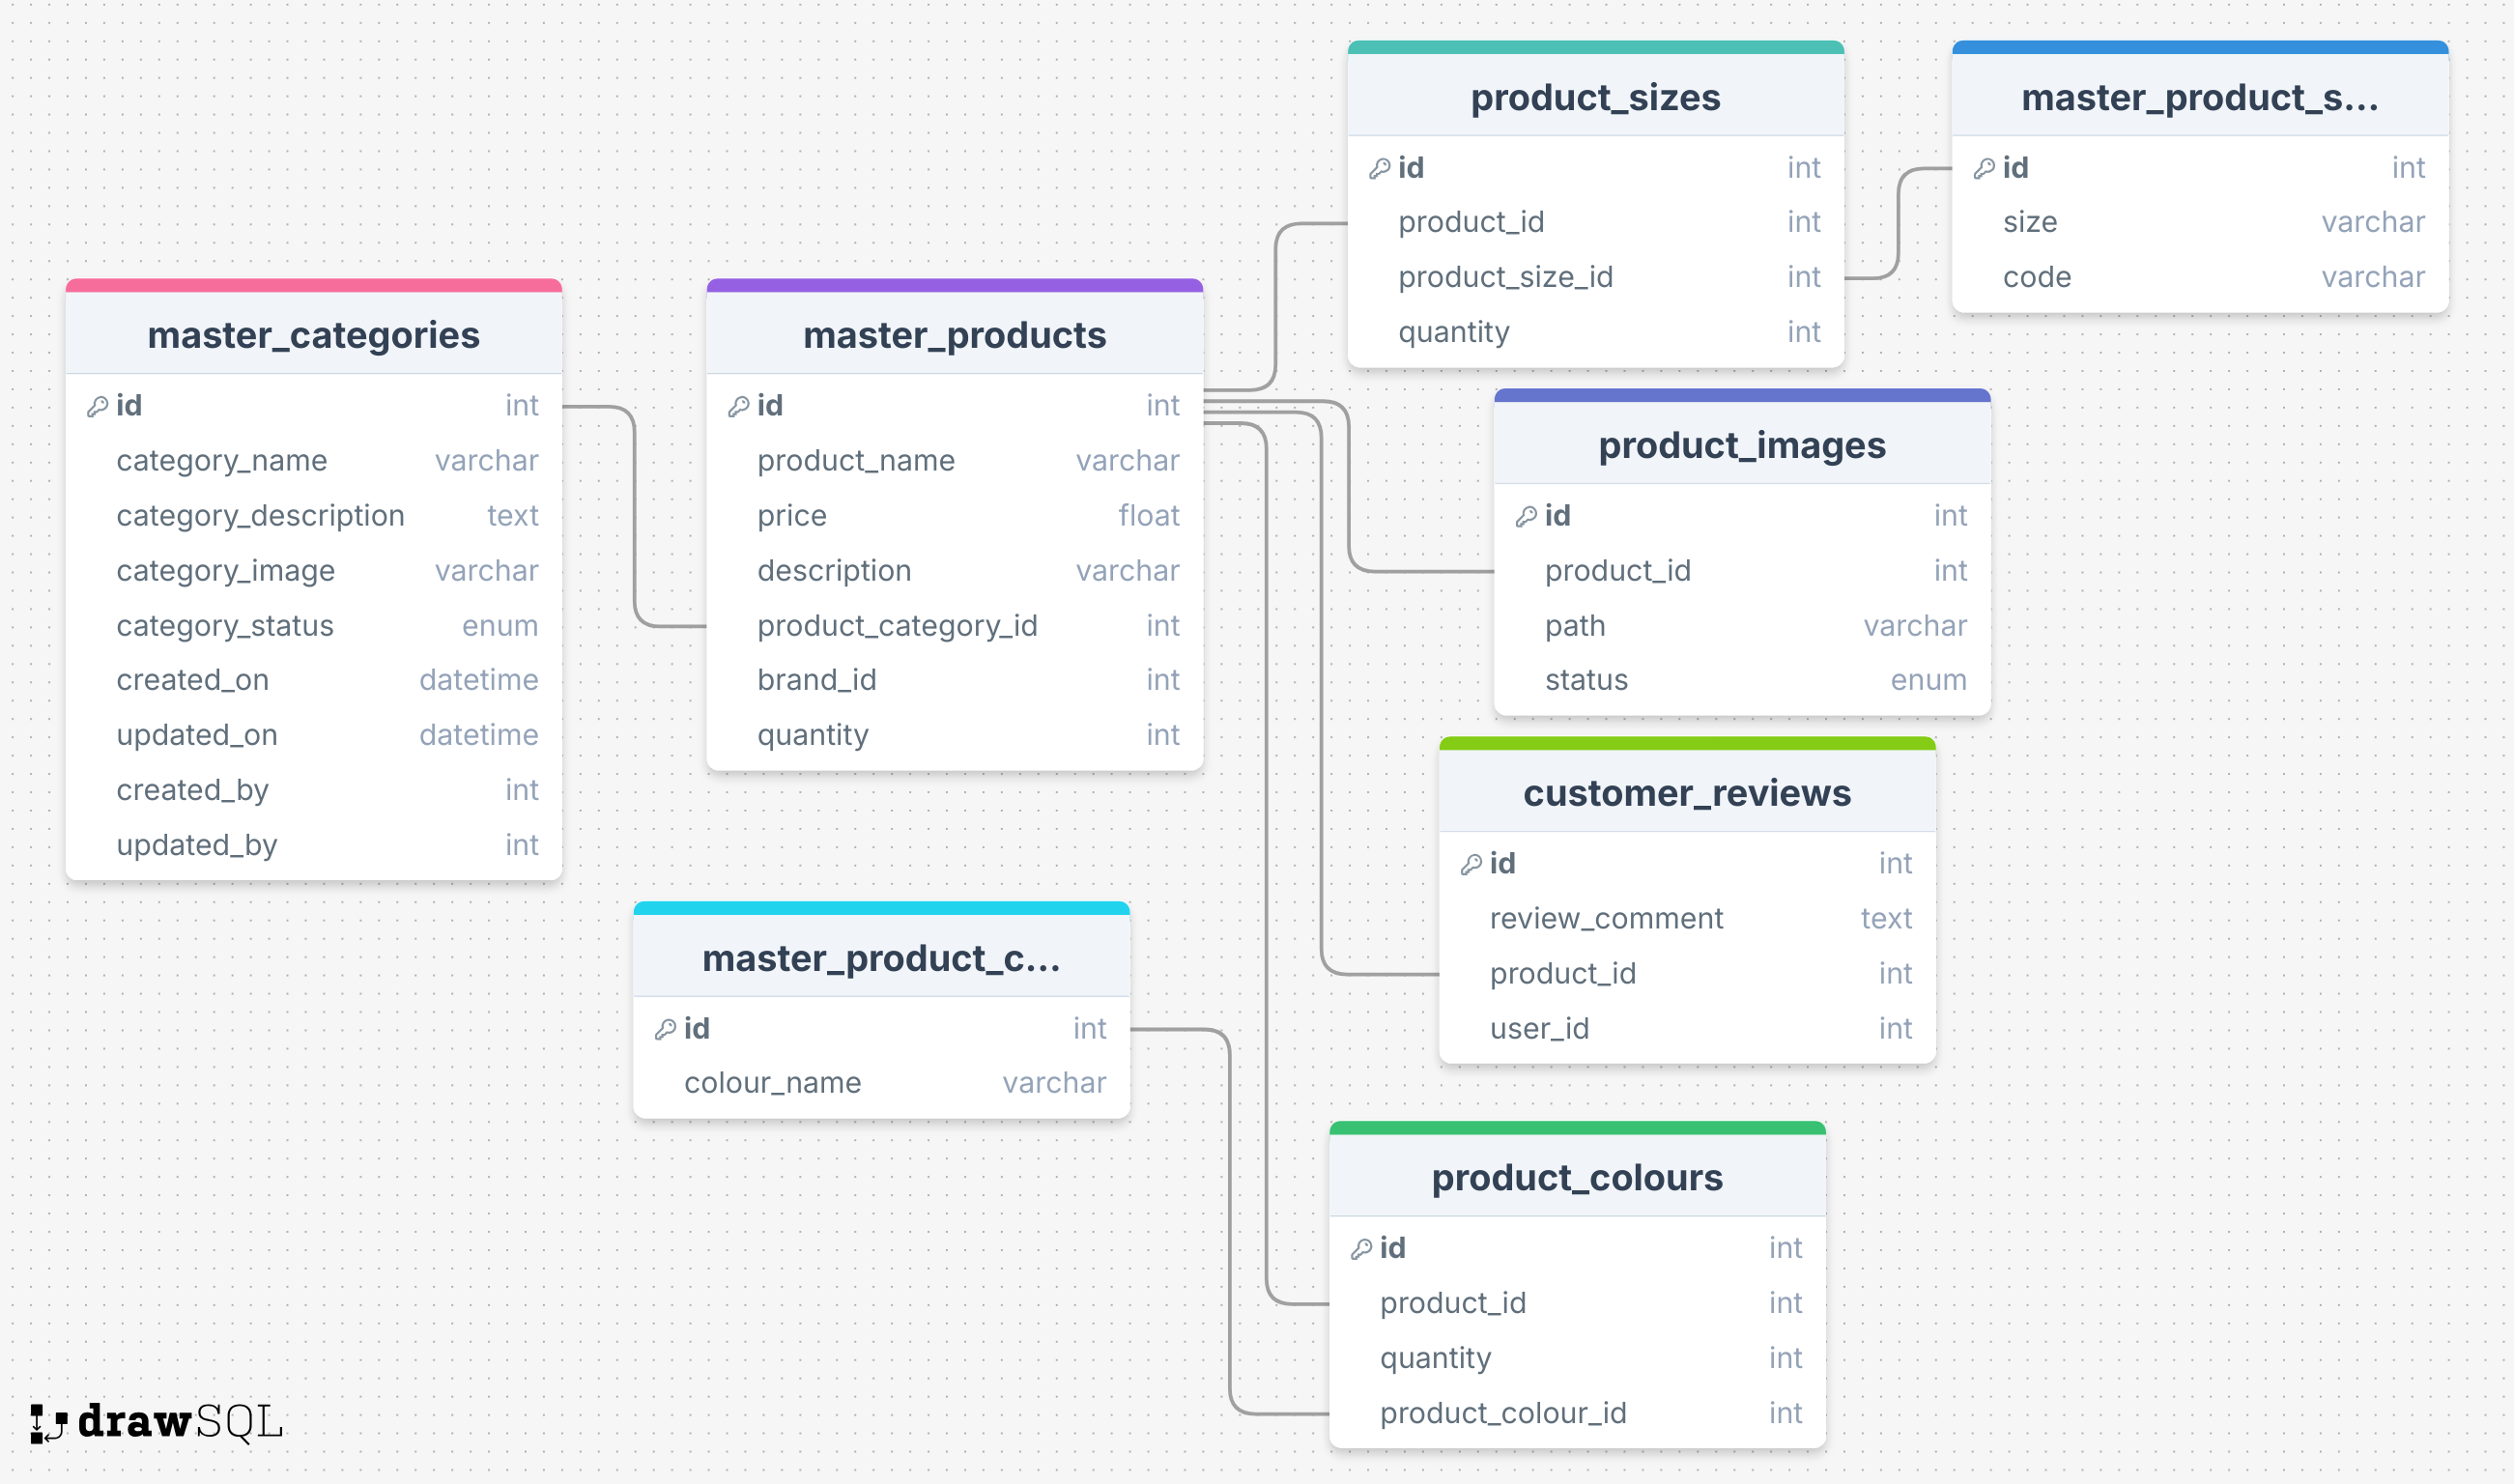 master_categories
id int
category_name varchar
category_description text
category_image varchar
category_status enum
created_on datetime
updated_on datetime
created_by int
updated_by int
master_products
id int
product_name varchar
price float
description varchar
product_category_id int
brand_id int
quantity int
product_sizes
id int
product_id int
product_size_id int
quantity int
master_product_s...
id int
size varchar
code varchar
product_images
id int
product_id int
path varchar
status enum
customer_reviews
id int
review_comment text
product_id int
user_id int
master_product_c...
id int
colour_name varchar
product_colours
id int
product_id int
quantity int
product_colour_id int
drawSQL